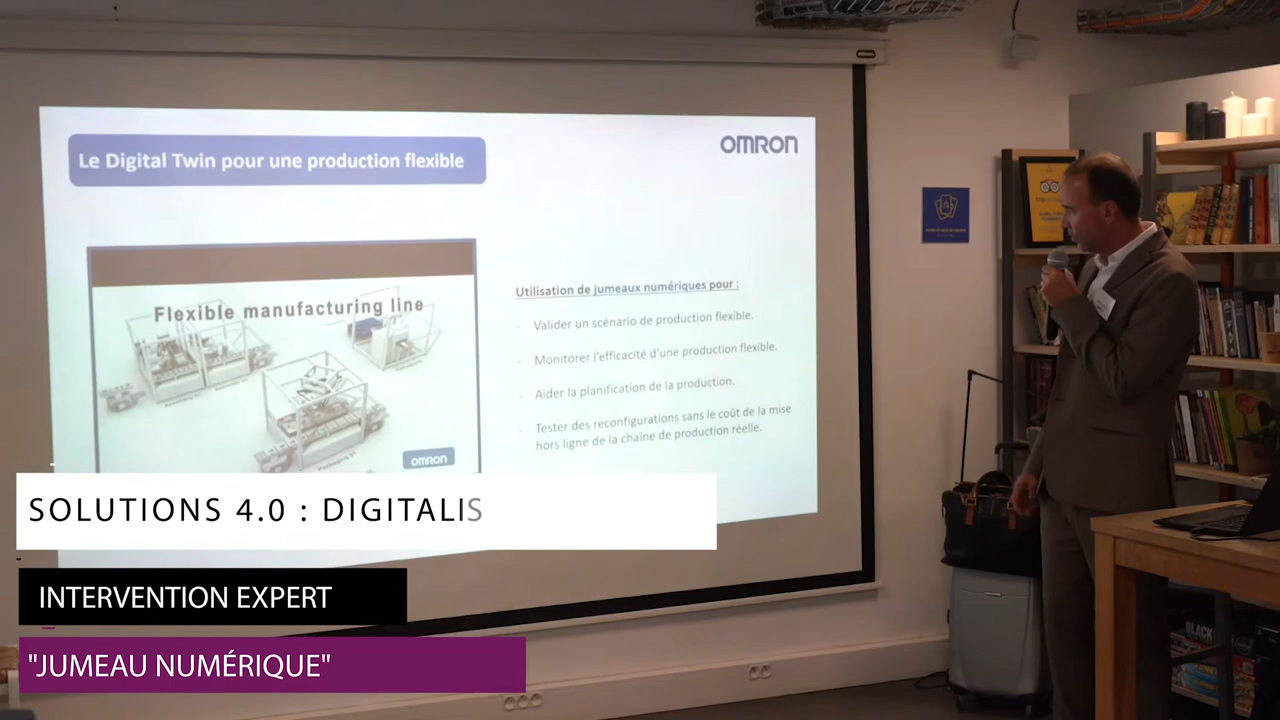 OMRON
Le Digital Twin pour une production flexible
Flexible manufacturing line
OMRON
Utilisation de jumeaux numériques pour :
- Valider un scénario de production flexible.
- Monitorer l'efficacité d'une production flexible.
- Aider la planification de la production.
- Tester des reconfigurations sans le coût de la mise
hors ligne de la chaîne de production réelle.
SOLUTIONS 4.0 : DIGITALIS
INTERVENTION EXPERT
"JUMEAU NUMÉRIQUE"
BLACK